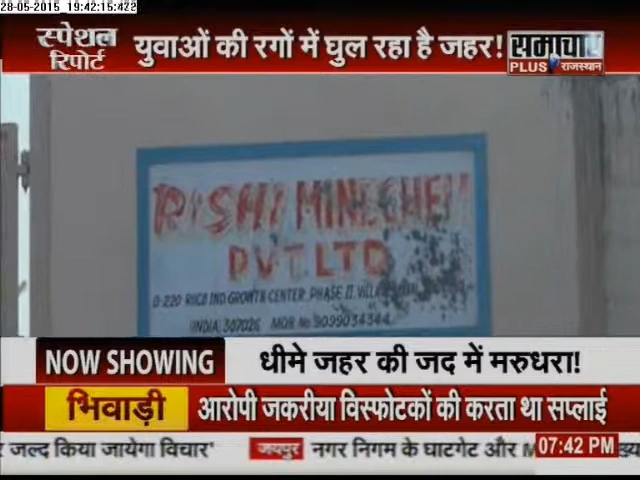 28-05-2015 19:42:15:422
स्पेशल रिपोर्ट
युवाओं की रगों में घुल रहा है जहर!
समाचार
PLUS राजस्थान
RISHI MINECHEM
PVT.LTD
INDIA 307026 MOB No 9099034344
NOW SHOWING
धीमे जहर की जद में मरुधरा!
भिवाड़ी
आरोपी जकरीया विस्फोटकों की करता था सप्लाई
जल्द किया जायेगा विचार' जयपुर नगर निगम के घाटगेट और
07:42 PM